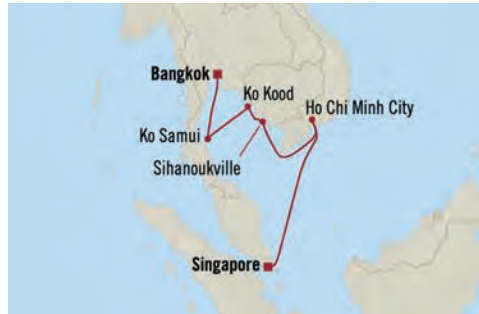 Bangkok
Ko Kood
Ho Chi Minh City
Ko Samui
Sihanoukville
Singapore